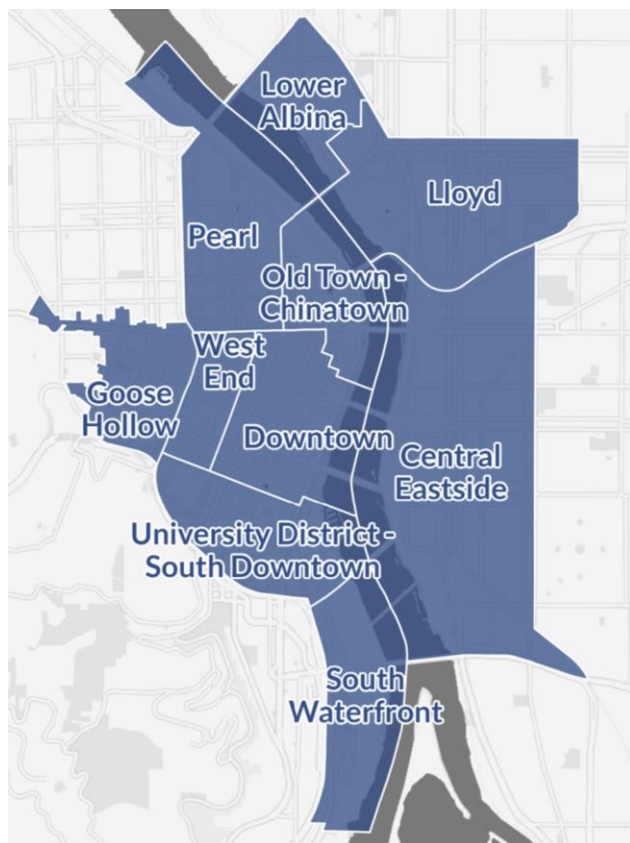 Lower
Albina
Lloyd
Pearl
Old Town -
Chinatown
West
End
Goose
Hollow
Downtown
Central
Eastside
University District -
South Downtown
South
Waterfront